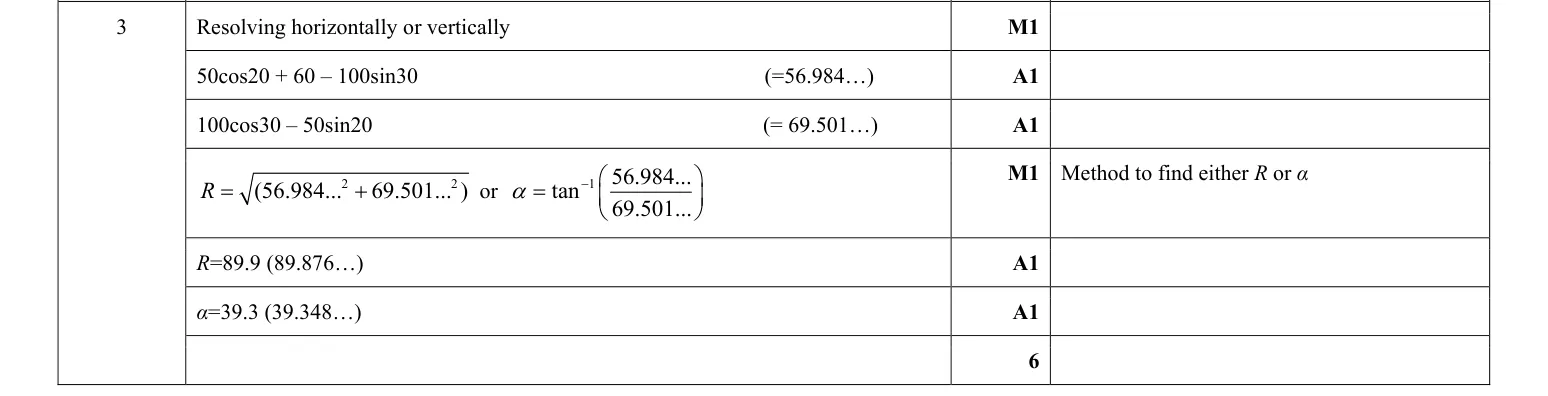 3 Resolving horizontally or vertically M1
50cos20 + 60 – 100sin30 (=56.984…) A1
100cos30 – 50sin20 (= 69.501…) A1
R = √(56.984...² + 69.501...²) or α = tan⁻¹(56.984.../69.501...) M1 Method to find either R or α
R=89.9 (89.876…) A1
α=39.3 (39.348…) A1
6